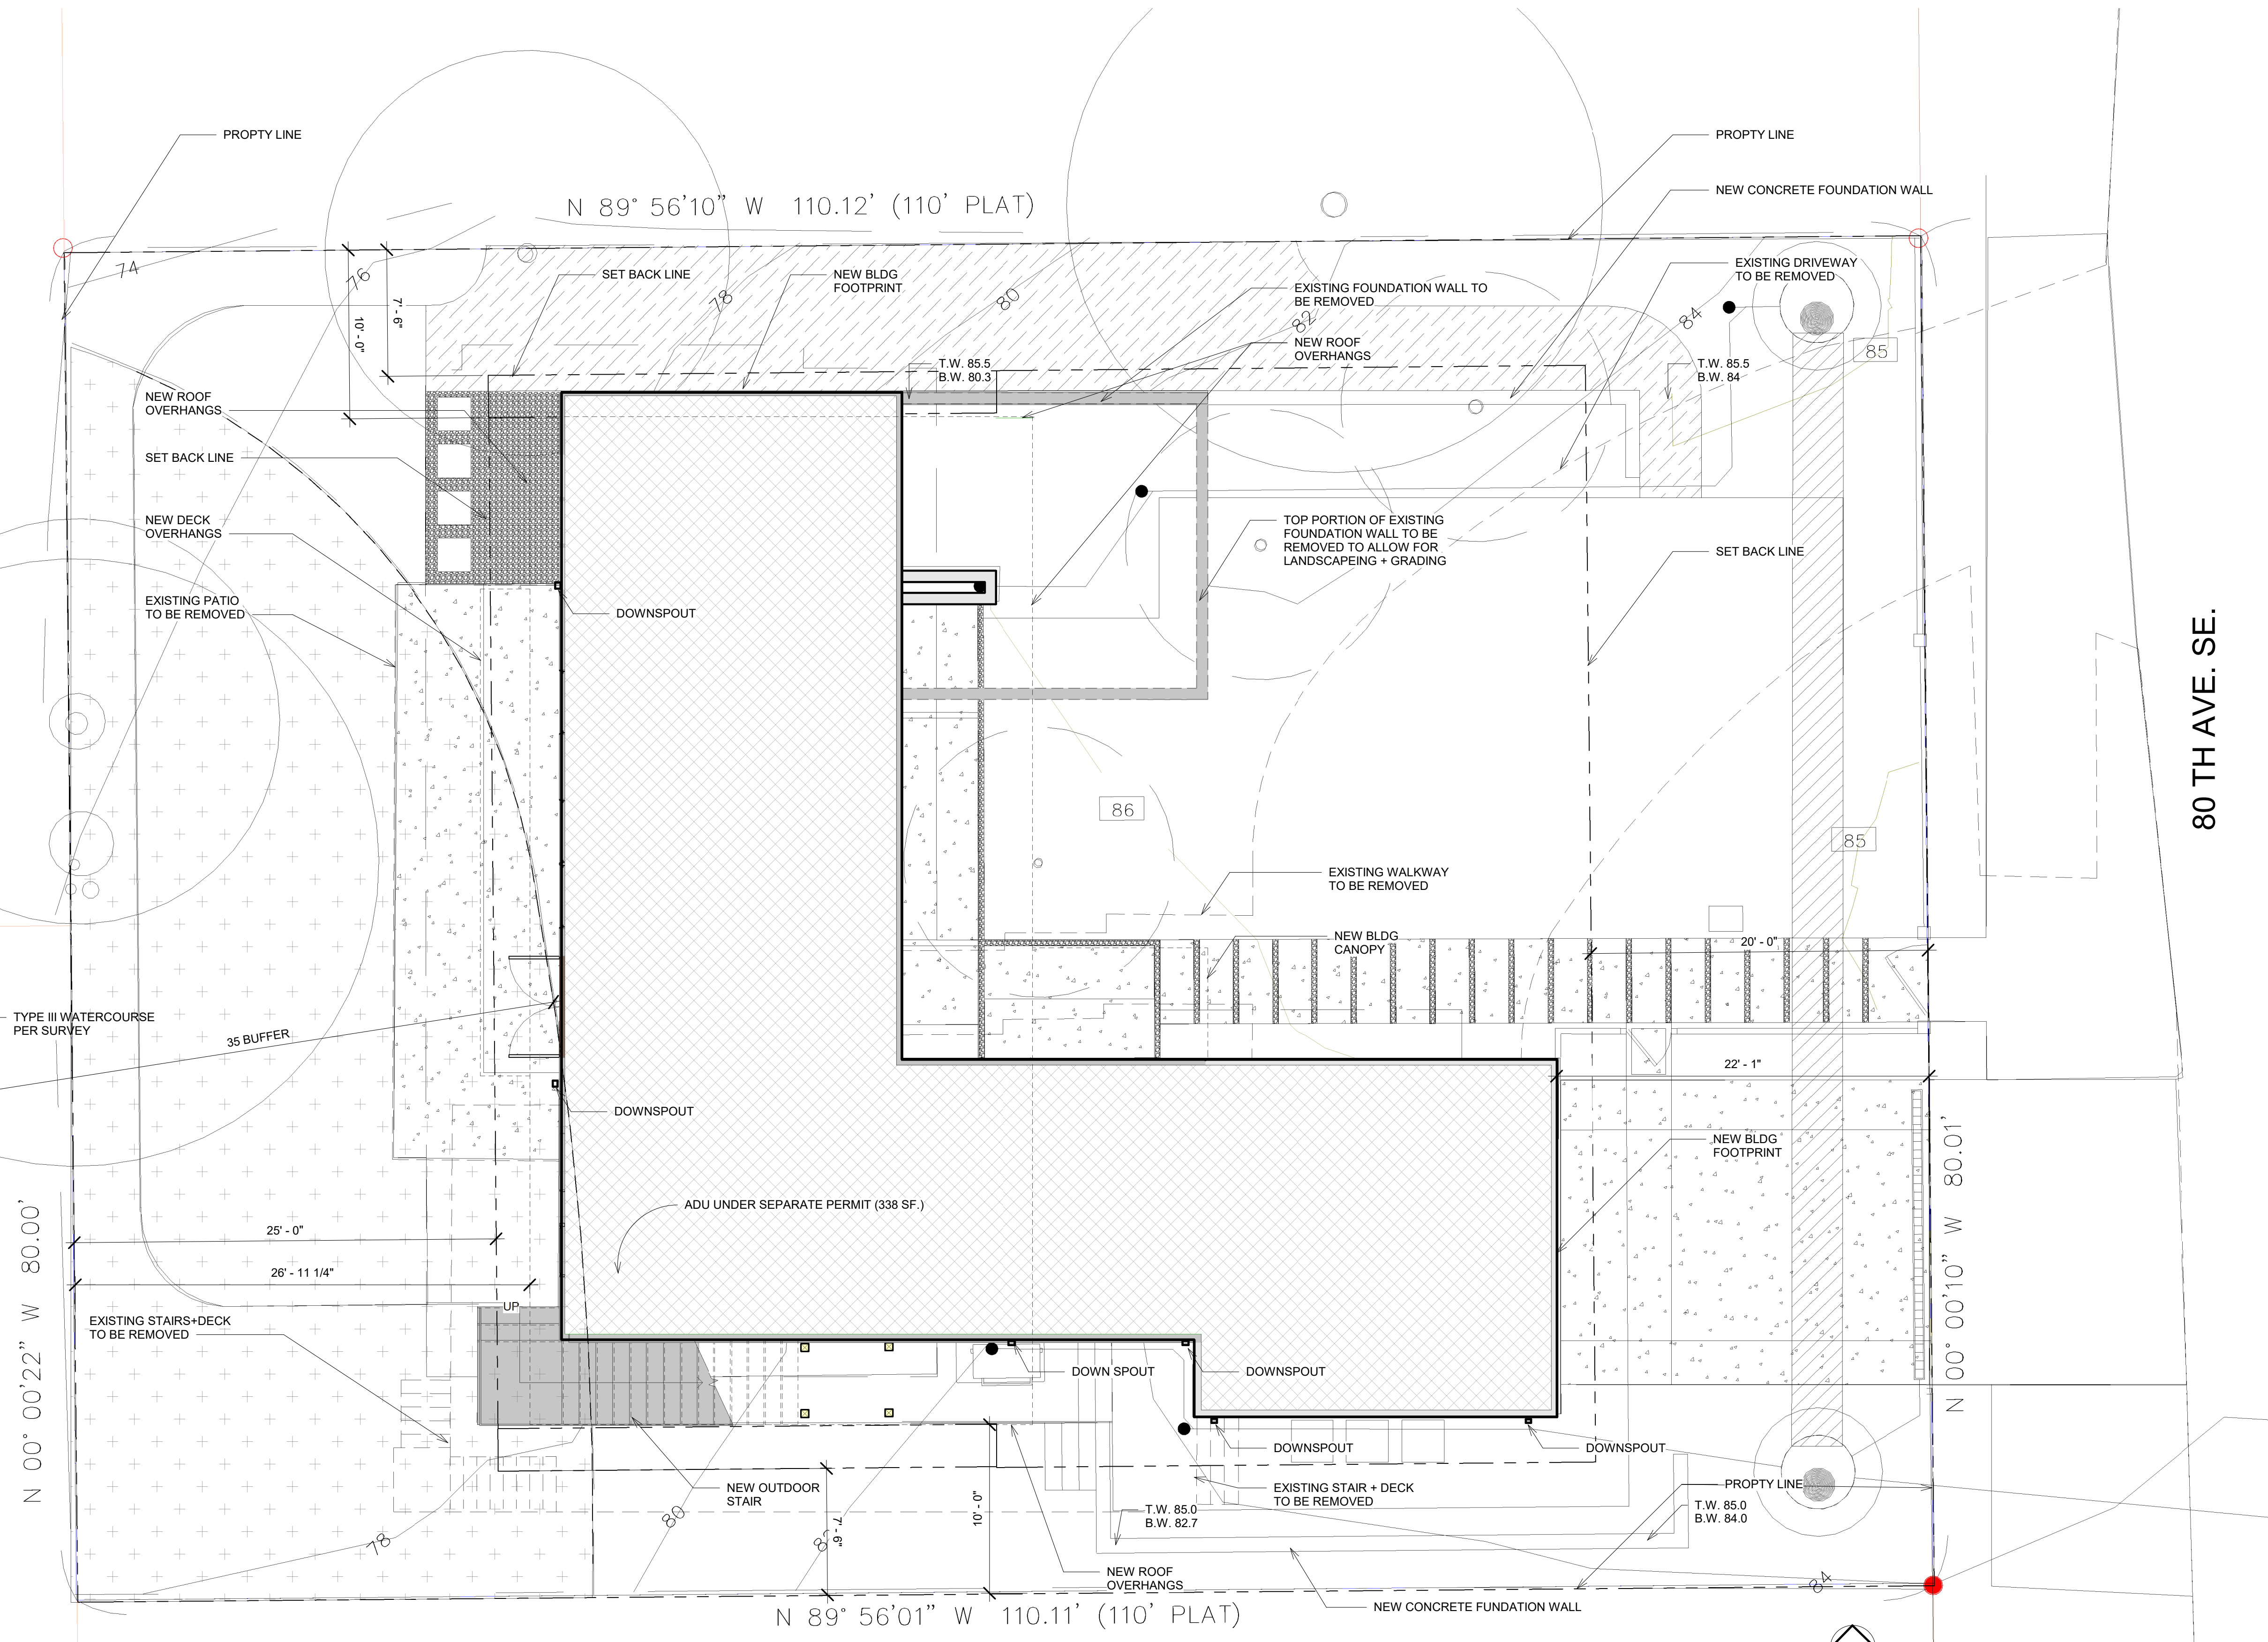 PROPTY LINE
PROPTY LINE
N 89° 56'10" W 110.12' (110' PLAT)
NEW CONCRETE FOUNDATION WALL
74
76
SET BACK LINE
NEW BLDG
FOOTPRINT
78
80
EXISTING FOUNDATION WALL TO
BE REMOVED
82
EXISTING DRIVEWAY
TO BE REMOVED
84
7' - 6"
10' - 0"
NEW ROOF
OVERHANGS
85
T.W. 85.5
B.W. 80.3
T.W. 85.5
B.W. 84
NEW ROOF
OVERHANGS
SET BACK LINE
NEW DECK
OVERHANGS
TOP PORTION OF EXISTING
FOUNDATION WALL TO BE
REMOVED TO ALLOW FOR
LANDSCAPEING + GRADING
SET BACK LINE
EXISTING PATIO
TO BE REMOVED
DOWNSPOUT
80 TH AVE. SE.
86
85
EXISTING WALKWAY
TO BE REMOVED
NEW BLDG
CANOPY
20' - 0"
TYPE III WATERCOURSE
PER SURVEY
35 BUFFER
22' - 1"
DOWNSPOUT
NEW BLDG
FOOTPRINT
N 00° 00'10" W 80.01'
ADU UNDER SEPARATE PERMIT (338 SF.)
N 00° 00'22" W 80.00'
25' - 0"
26' - 11 1/4"
UP
EXISTING STAIRS+DECK
TO BE REMOVED
DOWN SPOUT
DOWNSPOUT
DOWNSPOUT
DOWNSPOUT
NEW OUTDOOR
STAIR
EXISTING STAIR + DECK
TO BE REMOVED
PROPTY LINE
T.W. 85.0
B.W. 82.7
T.W. 85.0
B.W. 84.0
78
80
7' - 6"
10' - 0"
NEW ROOF
OVERHANGS
84
N 89° 56'01" W 110.11' (110' PLAT)
NEW CONCRETE FUNDATION WALL